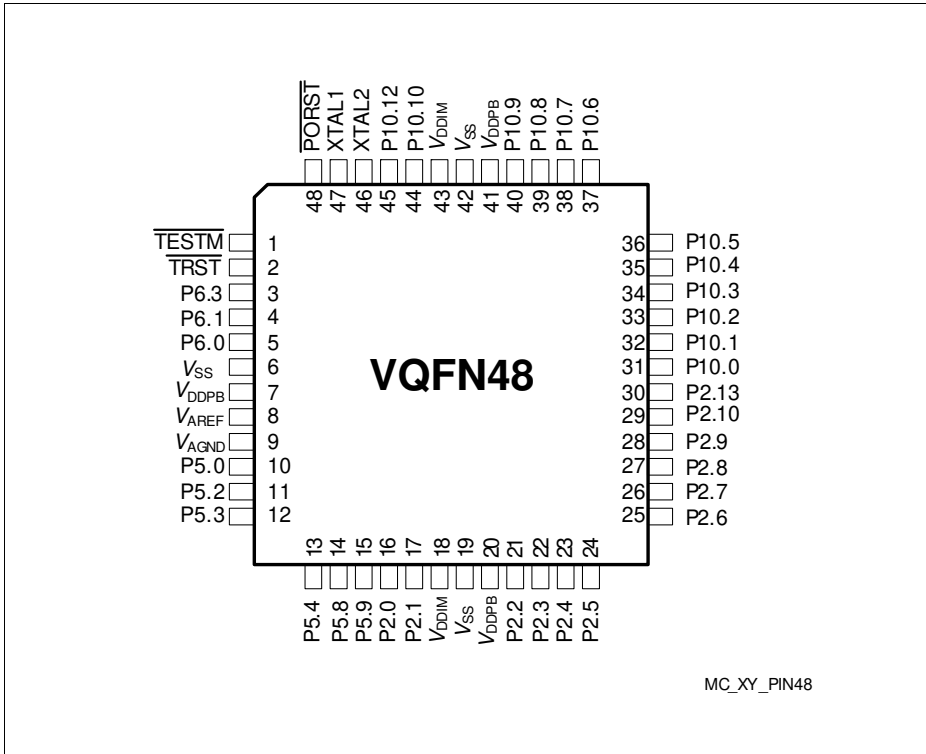 PORST
XTAL1
XTAL2
P10.12
P10.10
VDDIM
VSS
VDDPB
P10.9
P10.8
P10.7
P10.6
48
47
46
45
44
43
42
41
40
39
38
37
TESTM 1
TRST 2
P6.3 3
P6.1 4
P6.0 5
VSS 6
VDDPB 7
VAREF 8
VAGND 9
P5.0 10
P5.2 11
P5.3 12
VQFN48
36 P10.5
35 P10.4
34 P10.3
33 P10.2
32 P10.1
31 P10.0
30 P2.13
29 P2.10
28 P2.9
27 P2.8
26 P2.7
25 P2.6
13
14
15
16
17
18
19
20
21
22
23
24
P5.4
P5.8
P5.9
P2.0
P2.1
VDDIM
VSS
VDDPB
P2.2
P2.3
P2.4
P2.5
MC_XY_PIN48